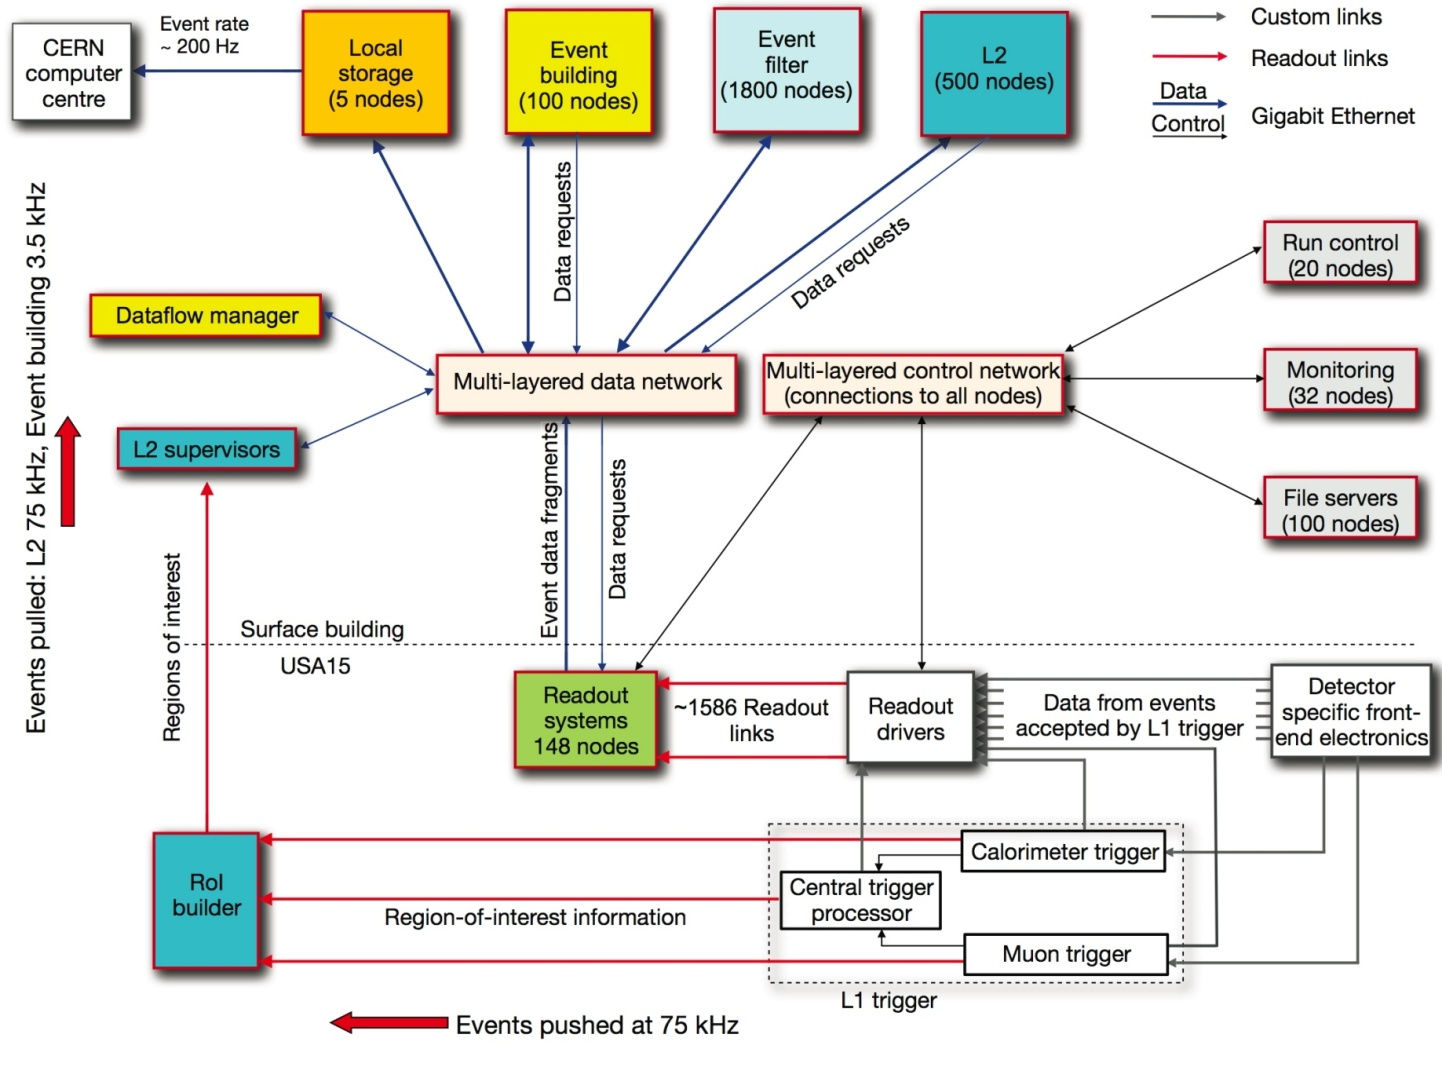 CERN
computer
centre
Event rate
~ 200 Hz
Local
storage
(5 nodes)
Event
building
(100 nodes)
Event
filter
(1800 nodes)
L2
(500 nodes)
Custom links
Readout links
Data
Control
Gigabit Ethernet
Data requests
Data requests
Run control
(20 nodes)
Dataflow manager
Multi-layered data network
Multi-layered control network
(connections to all nodes)
Monitoring
(32 nodes)
L2 supervisors
File servers
(100 nodes)
Events pulled: L2 75 kHz, Event building 3.5 kHz
Regions of interest
Event data fragments
Data requests
Surface building
USA15
Readout
systems
148 nodes
~1586 Readout
links
Readout
drivers
Data from events
accepted by L1 trigger
Detector
specific front-
end electronics
RoI
builder
Region-of-interest information
Calorimeter trigger
Central trigger
processor
Muon trigger
L1 trigger
Events pushed at 75 kHz